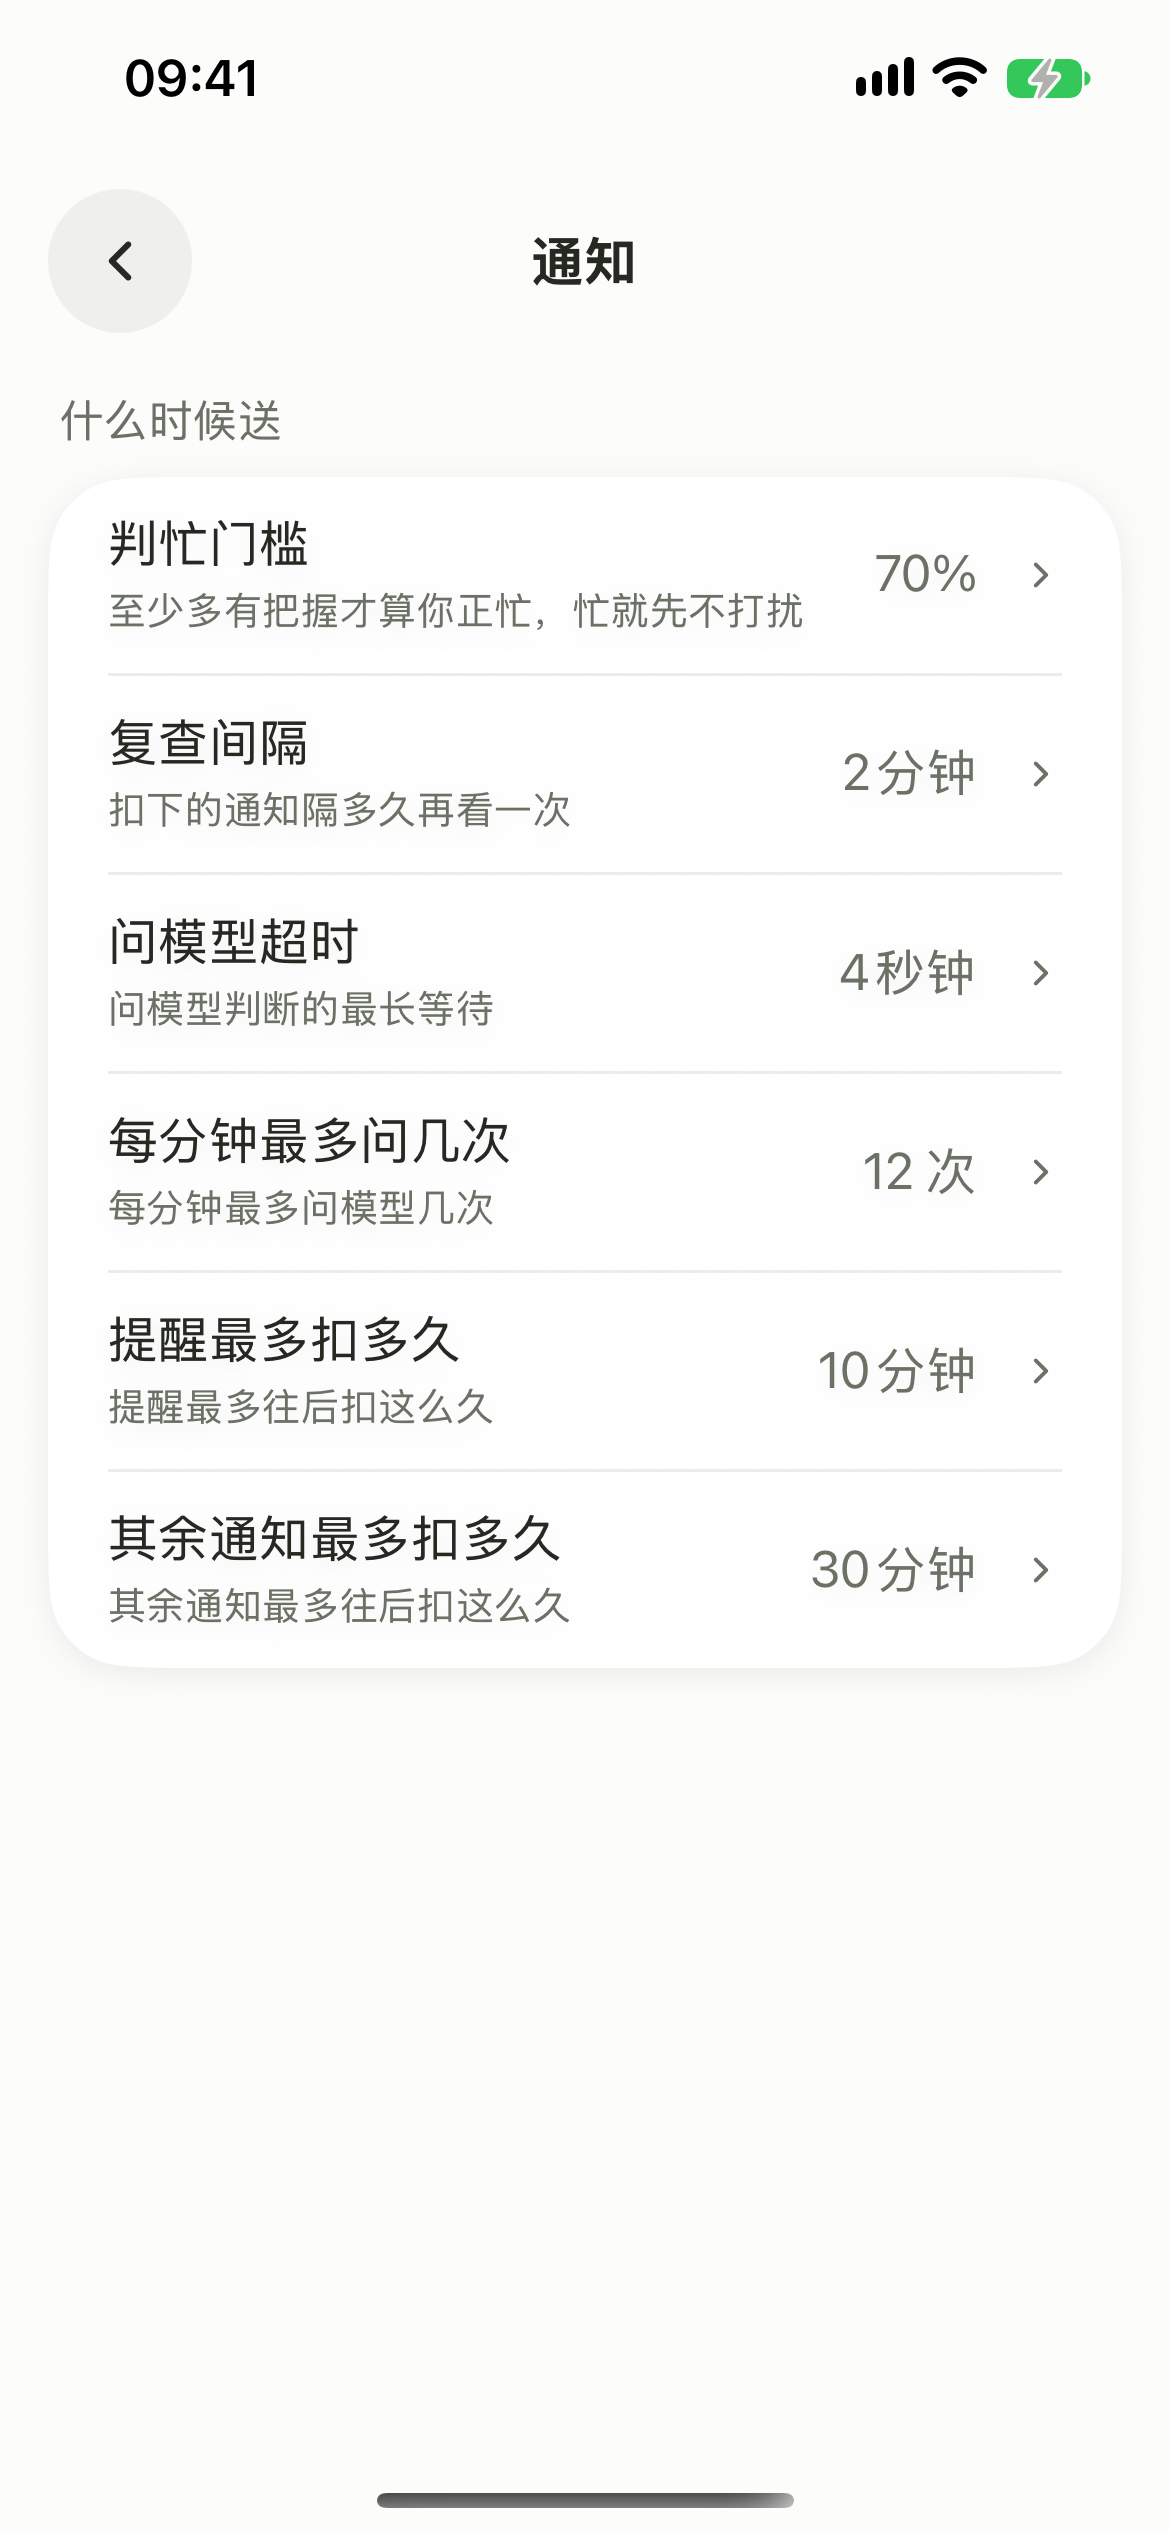 09:41
通知
什么时候送
判忙门槛
至少多有把握才算你正忙，忙就先不打扰
70%
复查间隔
扣下的通知隔多久再看一次
2分钟
问模型超时
问模型判断的最长等待
4秒钟
每分钟最多问几次
每分钟最多问模型几次
12 次
提醒最多扣多久
提醒最多往后扣这么久
10分钟
其余通知最多扣多久
其余通知最多往后扣这么久
30分钟